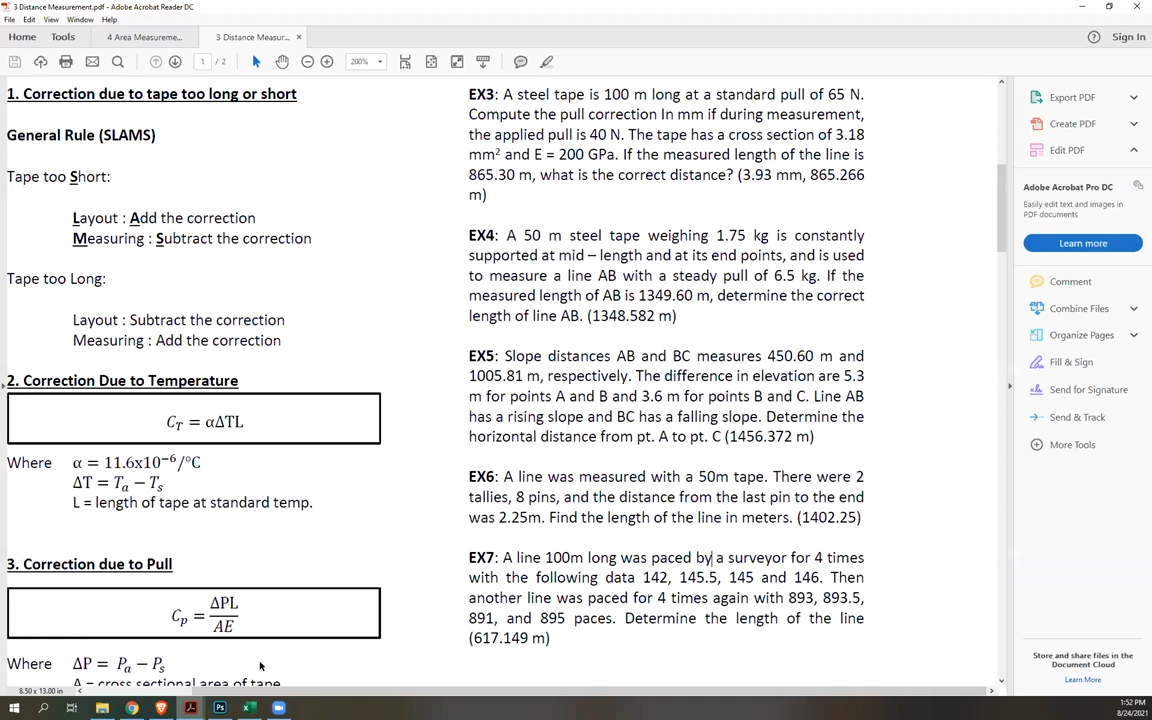 3 Distance Measurement.pdf - Adobe Acrobat Reader DC
File Edit View Window Help
Home Tools 4 Area Measureme... 3 Distance Measur... × Sign In
1 / 2 200%
1. Correction due to tape too long or short
General Rule (SLAMS)
Tape too Short:
Layout : Add the correction
Measuring : Subtract the correction
Tape too Long:
Layout : Subtract the correction
Measuring : Add the correction
2. Correction Due to Temperature
C_T = αΔTL
Where α = 11.6x10⁻⁶/°C
ΔT = Tₐ − Tₛ
L = length of tape at standard temp.
3. Correction due to Pull
Cₚ = ΔPL / AE
Where ΔP = Pₐ − Pₛ
A = cross sectional area of tape
EX3: A steel tape is 100 m long at a standard pull of 65 N.
Compute the pull correction In mm if during measurement,
the applied pull is 40 N. The tape has a cross section of 3.18
mm² and E = 200 GPa. If the measured length of the line is
865.30 m, what is the correct distance? (3.93 mm, 865.266
m)
EX4: A 50 m steel tape weighing 1.75 kg is constantly
supported at mid – length and at its end points, and is used
to measure a line AB with a steady pull of 6.5 kg. If the
measured length of AB is 1349.60 m, determine the correct
length of line AB. (1348.582 m)
EX5: Slope distances AB and BC measures 450.60 m and
1005.81 m, respectively. The difference in elevation are 5.3
m for points A and B and 3.6 m for points B and C. Line AB
has a rising slope and BC has a falling slope. Determine the
horizontal distance from pt. A to pt. C (1456.372 m)
EX6: A line was measured with a 50m tape. There were 2
tallies, 8 pins, and the distance from the last pin to the end
was 2.25m. Find the length of the line in meters. (1402.25)
EX7: A line 100m long was paced by a surveyor for 4 times
with the following data 142, 145.5, 145 and 146. Then
another line was paced for 4 times again with 893, 893.5,
891, and 895 paces. Determine the length of the line
(617.149 m)
8.50 x 13.00 in
Export PDF
Create PDF
Edit PDF
Adobe Acrobat Pro DC
Easily edit text and images in
PDF documents
Learn more
Comment
Combine Files
Organize Pages
Fill & Sign
Send for Signature
Send & Track
More Tools
Store and share files in the
Document Cloud
Learn More
1:52 PM
8/24/2021